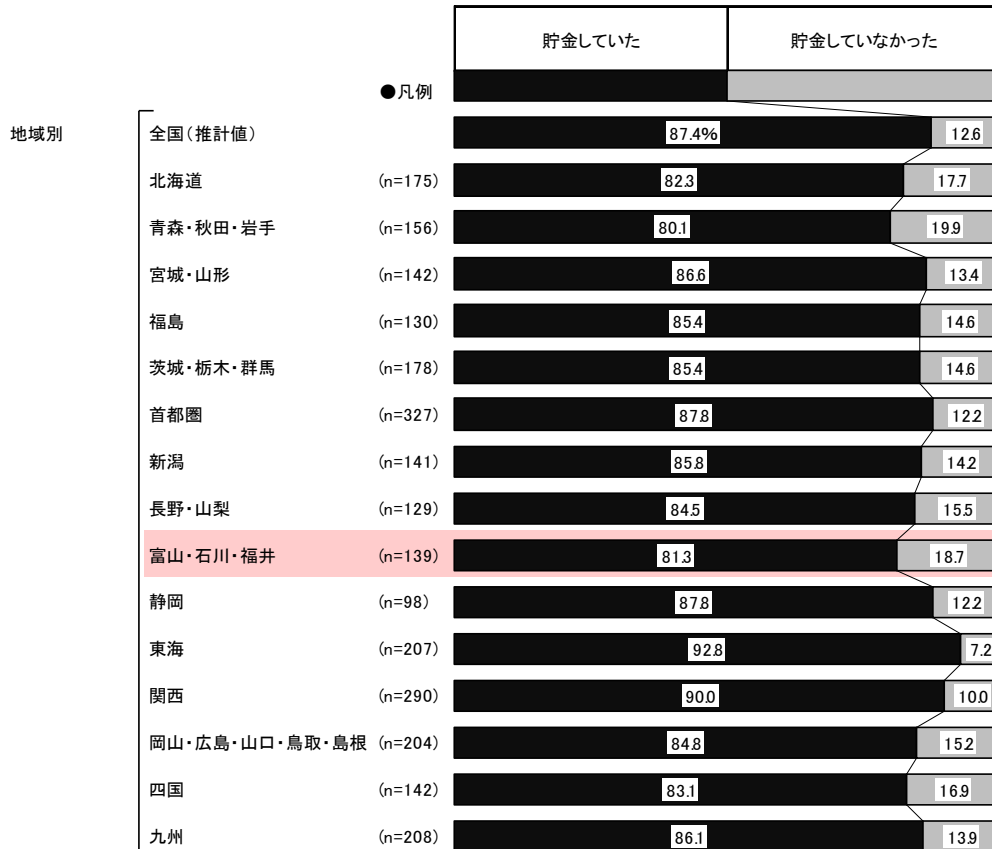 貯金していた 貯金していなかった
●凡例
地域別 全国(推計値) 87.4% 12.6
北海道 (n=175) 82.3 17.7
青森・秋田・岩手 (n=156) 80.1 19.9
宮城・山形 (n=142) 86.6 13.4
福島 (n=130) 85.4 14.6
茨城・栃木・群馬 (n=178) 85.4 14.6
首都圏 (n=327) 87.8 12.2
新潟 (n=141) 85.8 14.2
長野・山梨 (n=129) 84.5 15.5
富山・石川・福井 (n=139) 81.3 18.7
静岡 (n=98) 87.8 12.2
東海 (n=207) 92.8 7.2
関西 (n=290) 90.0 10.0
岡山・広島・山口・鳥取・島根 (n=204) 84.8 15.2
四国 (n=142) 83.1 16.9
九州 (n=208) 86.1 13.9